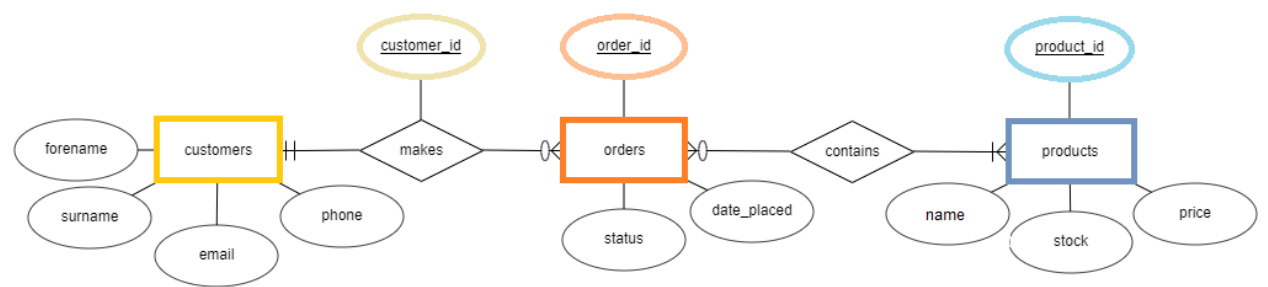 customer_id
order_id
product_id
forename
customers
makes
orders
contains
products
surname
phone
date_placed
name
price
email
status
stock